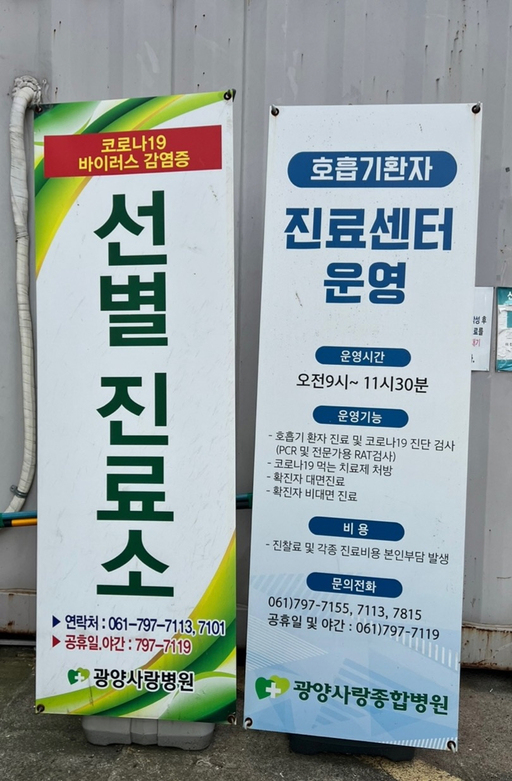 코로나19
바이러스 감염증
선별 진료소
▶ 연락처 : 061-797-7113, 7101
▶ 공휴일.야간 : 797-7119
광양사랑병원
호흡기환자
진료센터
운영
운영시간
오전9시~ 11시30분
운영기능
- 호흡기 환자 진료 및 코로나19 진단 검사
(PCR 및 전문가용 RAT검사)
- 코로나19 먹는 치료제 처방
- 확진자 대면진료
- 확진자 비대면 진료
비 용
- 진찰료 및 각종 진료비용 본인부담 발생
문의전화
061)797-7155, 7113, 7815
공휴일 및 야간 : 061)797-7119
광양사랑종합병원